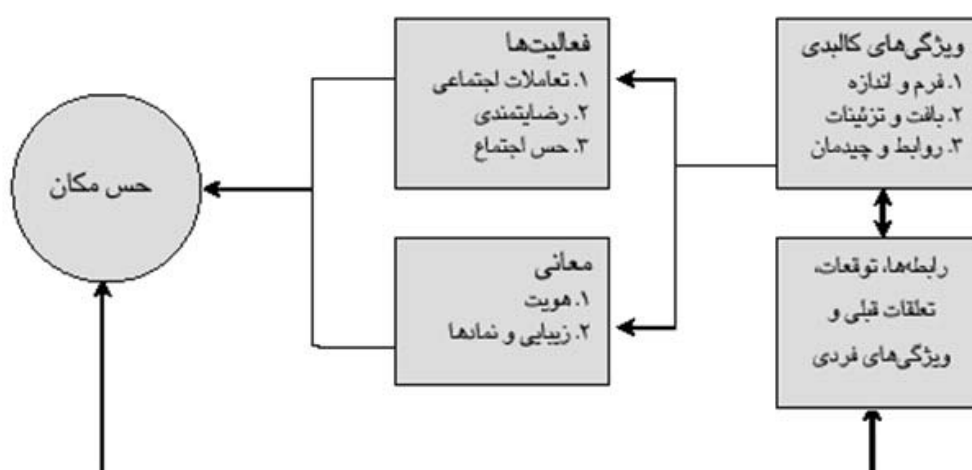 ویژگی‌های کالبدی
۱. فرم و اندازه
۲. بافت و تزئینات
۳. روابط و چیدمان
رابطه‌ها، توقعات،
تعلقات قبلی و
ویژگی‌های فردی
فعالیت‌ها
۱. تعاملات اجتماعی
۲. رضایتمندی
۳. حس اجتماع
معانی
۱. هویت
۲. زیبایی و نمادها
حس مکان